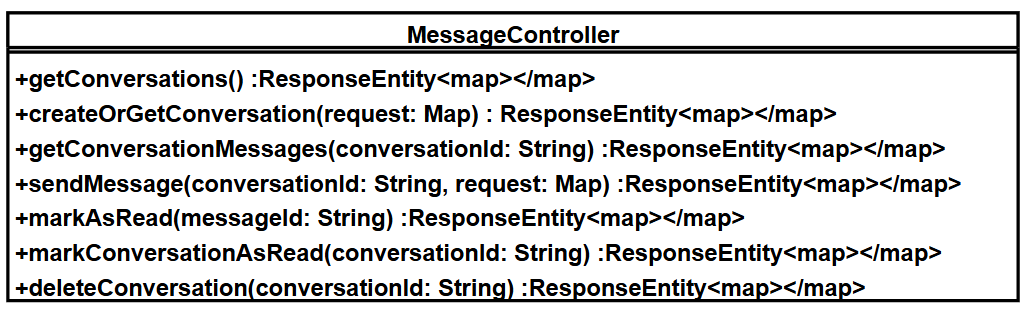 MessageController
+getConversations() :ResponseEntity<map></map>
+createOrGetConversation(request: Map) : ResponseEntity<map></map>
+getConversationMessages(conversationId: String) :ResponseEntity<map></map>
+sendMessage(conversationId: String, request: Map) :ResponseEntity<map></map>
+markAsRead(messageId: String) :ResponseEntity<map></map>
+markConversationAsRead(conversationId: String) :ResponseEntity<map></map>
+deleteConversation(conversationId: String) :ResponseEntity<map></map>